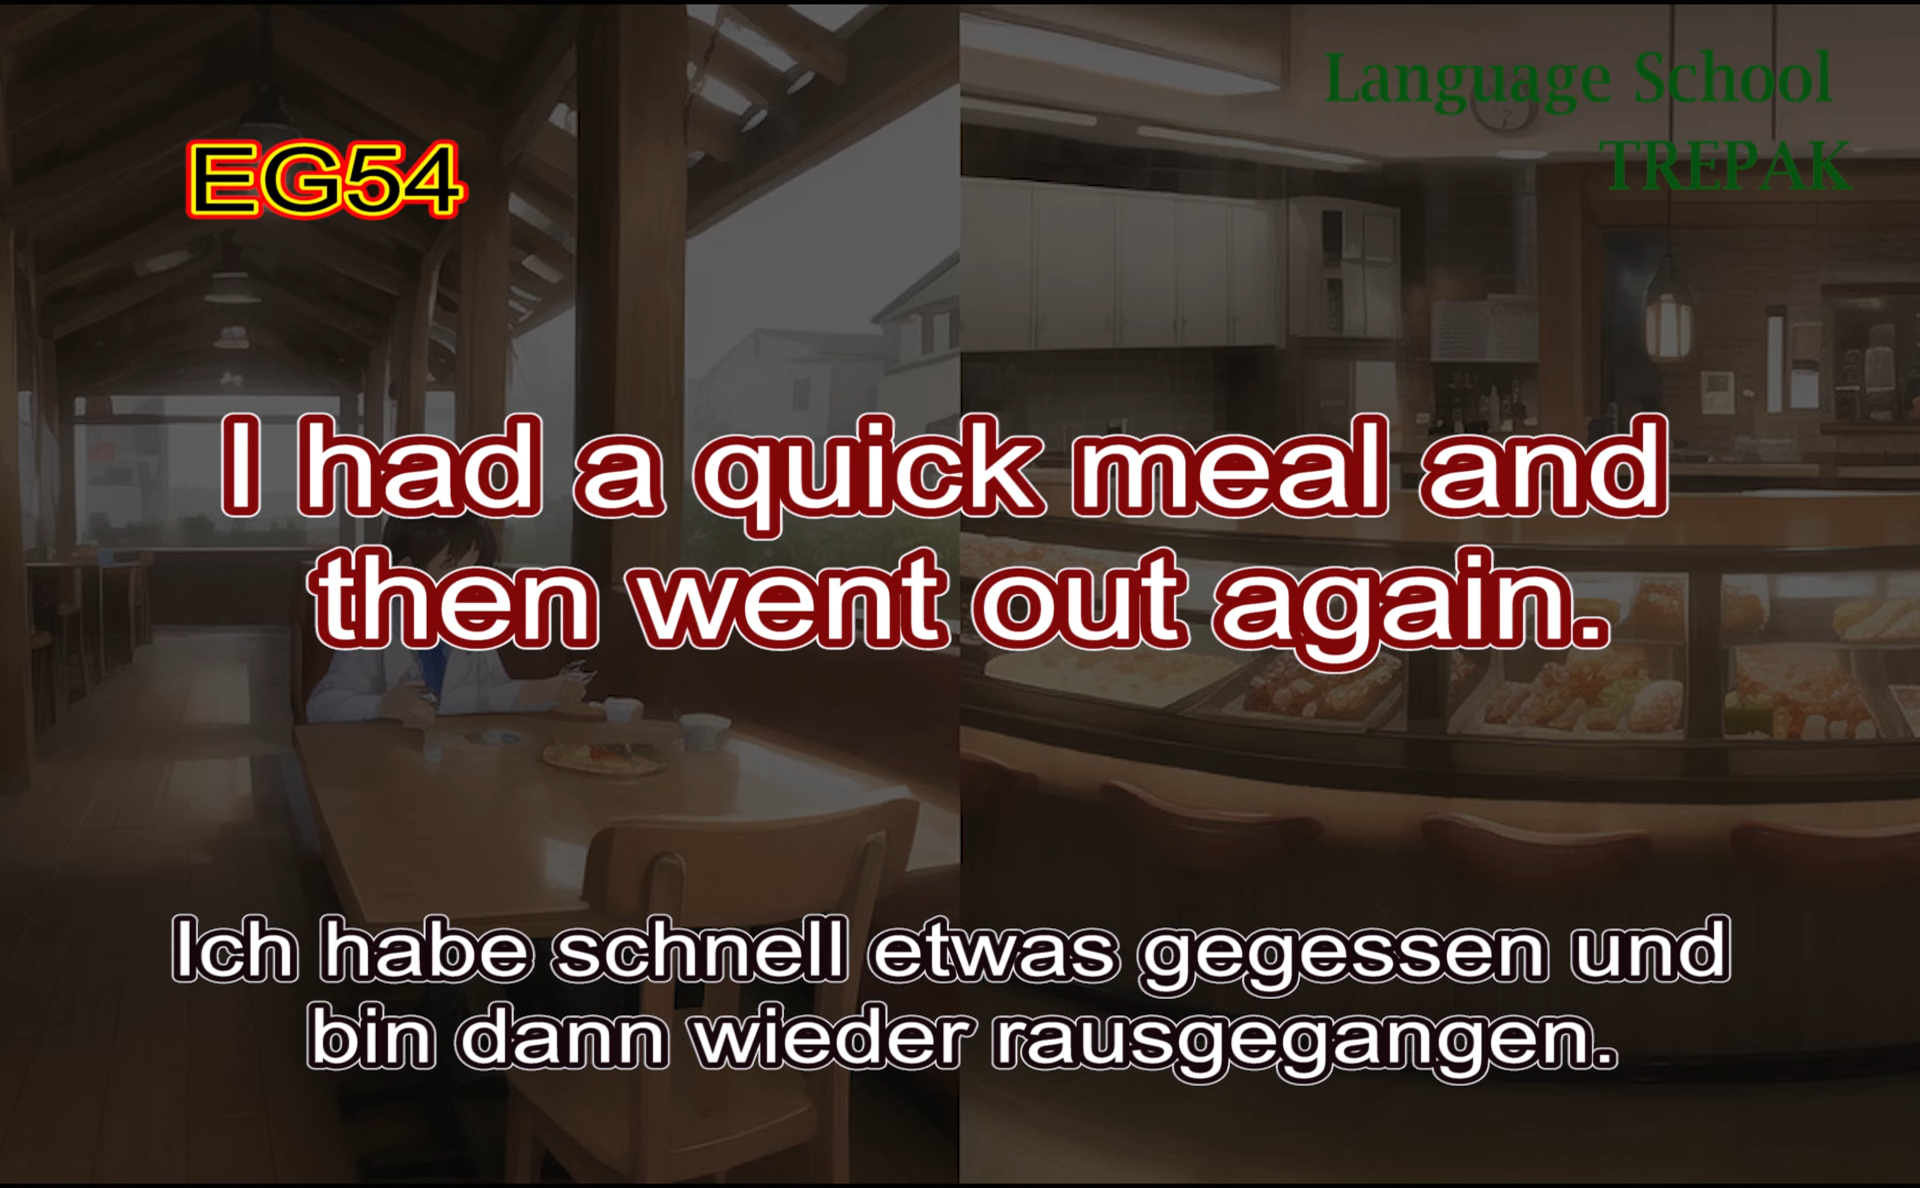 Language School
TREPAK
EG54
I had a quick meal and
then went out again.
Ich habe schnell etwas gegessen und
bin dann wieder rausgegangen.